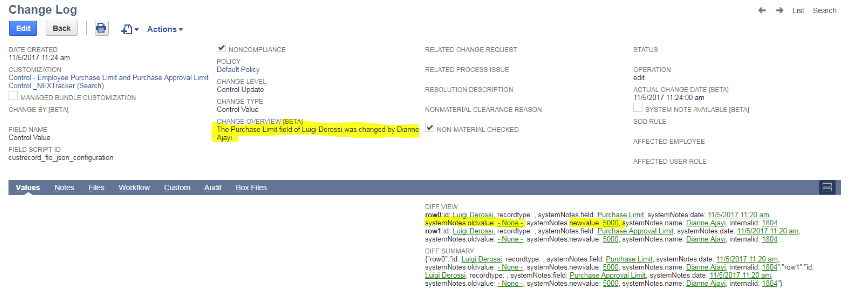 Change Log
List Search
Edit Back Actions
DATE CREATED
11/5/2017 11:24 am
CUSTOMIZATION
Control - Employee Purchase Limit and Purchase Approval Limit
Control _NEXTracker (Search)
MANAGED BUNDLE CUSTOMIZATION
CHANGE BY [BETA]
FIELD NAME
Control Value
FIELD SCRIPT ID
custrecord_flo_json_configuration
NONCOMPLIANCE
POLICY
Default Policy
CHANGE LEVEL
Control Update
CHANGE TYPE
Control Value
CHANGE OVERVIEW [BETA]
The Purchase Limit field of Luigi Derossi was changed by Dianne
Ajayi.
RELATED CHANGE REQUEST
RELATED PROCESS ISSUE
RESOLUTION DESCRIPTION
NONMATERIAL CLEARANCE REASON
NON MATERIAL CHECKED
STATUS
OPERATION
edit
ACTUAL CHANGE DATE [BETA]
11/5/2017 11:24:00 am
SYSTEM NOTE AVAILABLE [BETA]
SOD RULE
AFFECTED EMPLOYEE
AFFECTED USER ROLE
Values Notes Files Workflow Custom Audit Box Files
DIFF VIEW
row0:id: Luigi Derossi, recordtype: , systemNotes.field: Purchase Limit, systemNotes.date: 11/5/2017 11:20 am,
systemNotes.oldvalue: - None -, systemNotes.newvalue: 5000, systemNotes.name: Dianne Ajayi, internalid: 1804
row1:id: Luigi Derossi, recordtype: , systemNotes.field: Purchase Approval Limit, systemNotes.date: 11/5/2017 11:20 am,
systemNotes.oldvalue: - None -, systemNotes.newvalue: 5000, systemNotes.name: Dianne Ajayi, internalid: 1804
DIFF SUMMARY
{"row0":"id: Luigi Derossi, recordtype: , systemNotes.field: Purchase Limit, systemNotes.date: 11/5/2017 11:20 am,
systemNotes.oldvalue: - None -, systemNotes.newvalue: 5000, systemNotes.name: Dianne Ajayi, internalid: 1804","row1":"id:
Luigi Derossi, recordtype: , systemNotes.field: Purchase Approval Limit, systemNotes.date: 11/5/2017 11:20 am,
systemNotes.oldvalue: - None -, systemNotes.newvalue: 5000, systemNotes.name: Dianne Ajayi, internalid: 1804"}